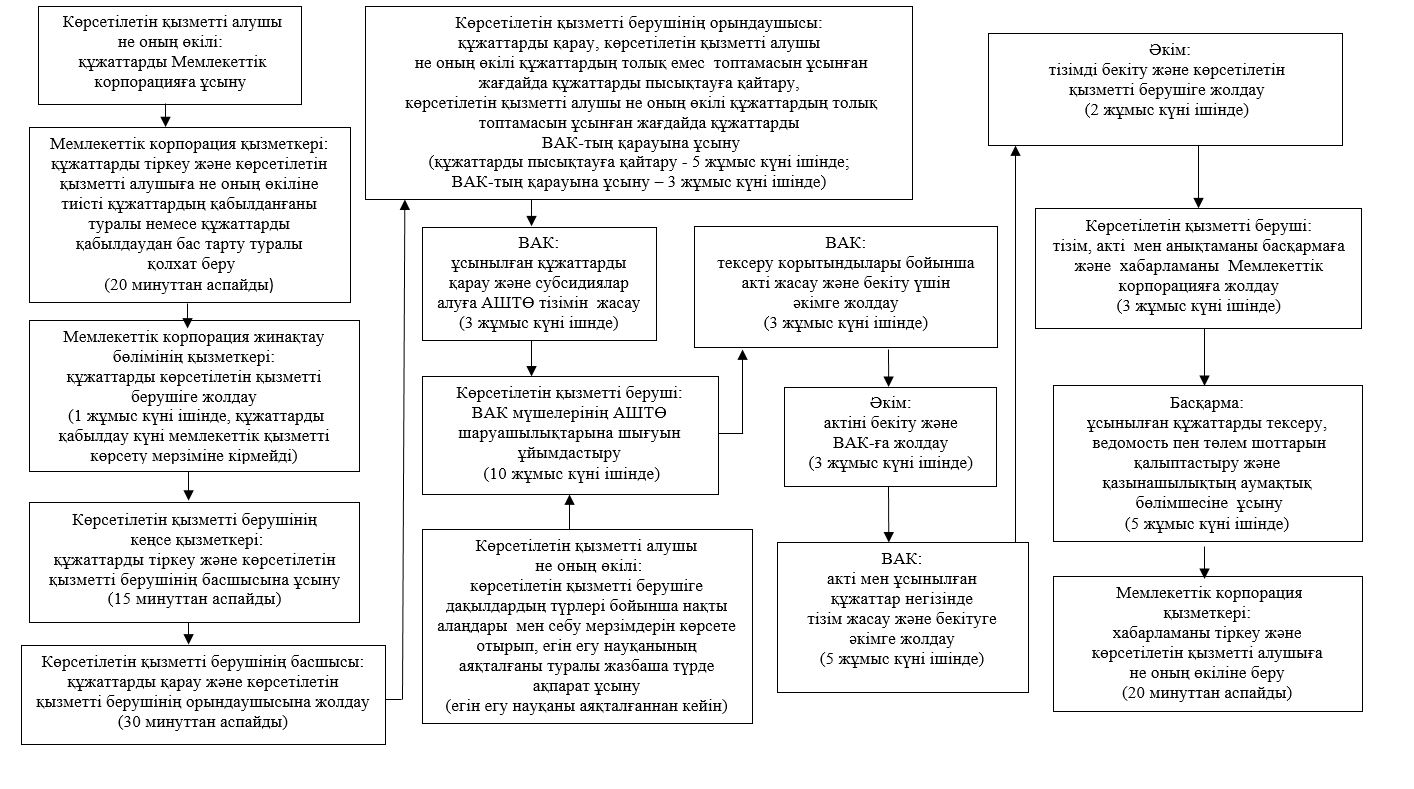 Көрсетілетін қызметті алушы
не оның өкілі:
құжаттарды Мемлекеттік
корпорацияға ұсыну
Мемлекеттік корпорация қызметкері:
құжаттарды тіркеу және көрсетілетін
қызметті алушыға не оның өкіліне
тиісті құжаттардың қабылданғаны
туралы немесе құжаттарды
қабылдаудан бас тарту туралы
қолхат беру
(20 минуттан аспайды)
Мемлекеттік корпорация жинақтау
бөлімінің қызметкері:
құжаттарды көрсетілетін қызметті
берушіге жолдау
(1 жұмыс күні ішінде, құжаттарды
қабылдау күні мемлекеттік қызметті
көрсету мерзіміне кірмейді)
Көрсетілетін қызметті берушінің
кеңсе қызметкері:
құжаттарды тіркеу және көрсетілетін
қызметті берушінің басшысына ұсыну
(15 минуттан аспайды)
Көрсетілетін қызметті берушінің басшысы:
құжаттарды қарау және көрсетілетін
қызметті берушінің орындаушысына жолдау
(30 минуттан аспайды)
Көрсетілетін қызметті берушінің орындаушысы:
құжаттарды қарау, көрсетілетін қызметті алушы
не оның өкілі құжаттардың толық емес топтамасын ұсынған
жағдайда құжаттарды пысықтауға қайтару,
көрсетілетін қызметті алушы не оның өкілі құжаттардың толық
топтамасын ұсынған жағдайда құжаттарды
ВАК-тың қарауына ұсыну
(құжаттарды пысықтауға қайтару - 5 жұмыс күні ішінде;
ВАК-тың қарауына ұсыну – 3 жұмыс күні ішінде)
ВАК:
ұсынылған құжаттарды
қарау және субсидиялар
алуға АШТӨ тізімін жасау
(3 жұмыс күні ішнде)
Көрсетілетін қызметті беруші:
ВАК мүшелерінің АШТӨ
шаруашылықтарына шығуын
ұйымдастыру
(10 жұмыс күні ішінде)
Көрсетілетін қызметті алушы
не оның өкілі:
көрсетілетін қызметті берушіге
дақылдардың түрлері бойынша нақты
алаңдары мен себу мерзімдерін көрсете
отырып, егін егу науқанының
аяқталғаны туралы жазбаша түрде
ақпарат ұсыну
(егін егу науқаны аяқталғаннан кейін)
ВАК:
тексеру корытындылары бойынша
акті жасау және бекіту үшін
әкімге жолдау
(3 жұмыс күні ішінде)
Әкім:
актіні бекіту және
ВАК-ға жолдау
(3 жұмыс күні ішінде)
ВАК:
акті мен ұсынылған
құжаттар негізінде
тізім жасау және бекітуге
әкімге жолдау
(5 жұмыс күні ішінде)
Әкім:
тізімді бекіту және көрсетілетін
қызметті берушіге жолдау
(2 жұмыс күні ішінде)
Көрсетілетін қызметті беруші:
тізім, акті мен анықтаманы басқармаға
және хабарламаны Мемлекеттік
корпорацияға жолдау
(3 жұмыс күні ішінде)
Басқарма:
ұсынылған құжаттарды тексеру,
ведомость пен төлем шоттарын
қалыптастыру және
қазынашылықтың аумақтық
бөлімшесіне ұсыну
(5 жұмыс күні ішінде)
Мемлекеттік корпорация
қызметкері:
хабарламаны тіркеу және
көрсетілетін қызметті алушыға
не оның өкіліне беру
(20 минуттан аспайды)